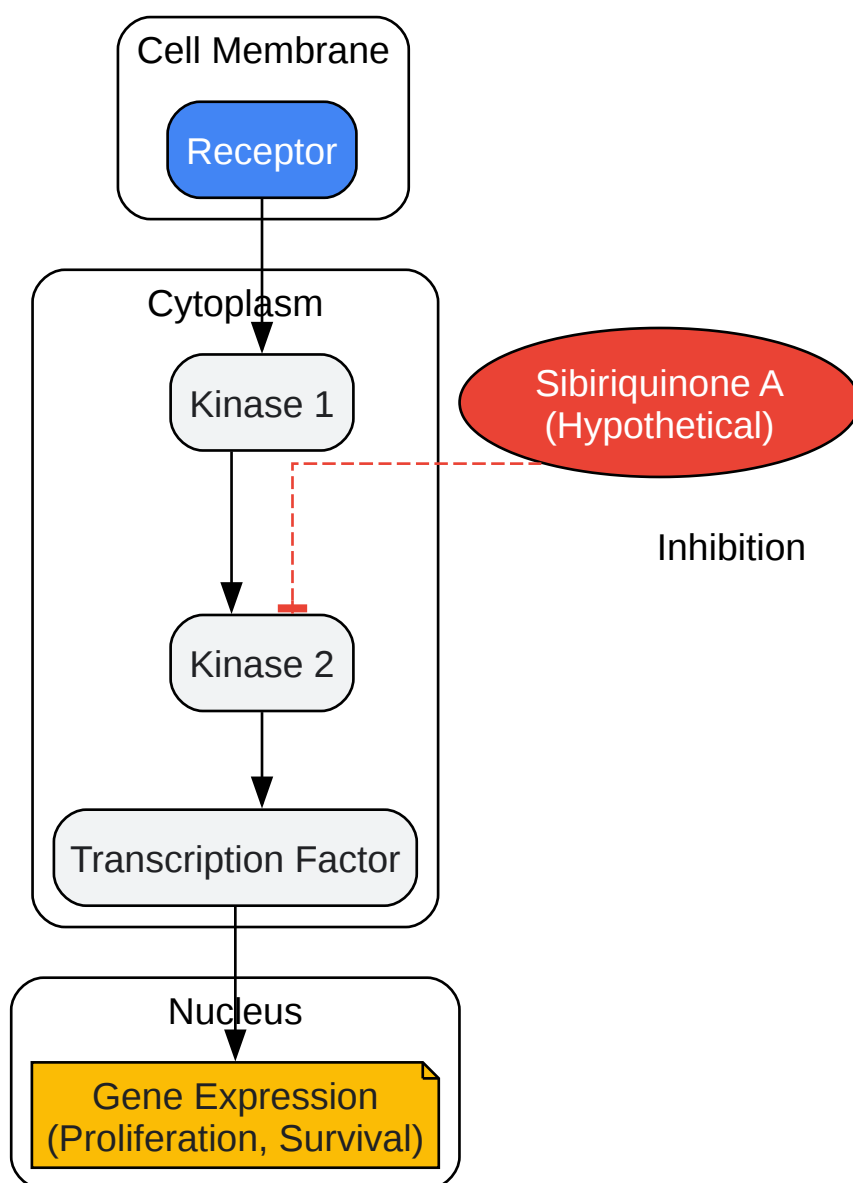 Cell Membrane
Receptor
Cytoplasm
Kinase 1
Sibiriquinone A
(Hypothetical)
Inhibition
Kinase 2
Transcription Factor
Nucleus
Gene Expression
(Proliferation, Survival)